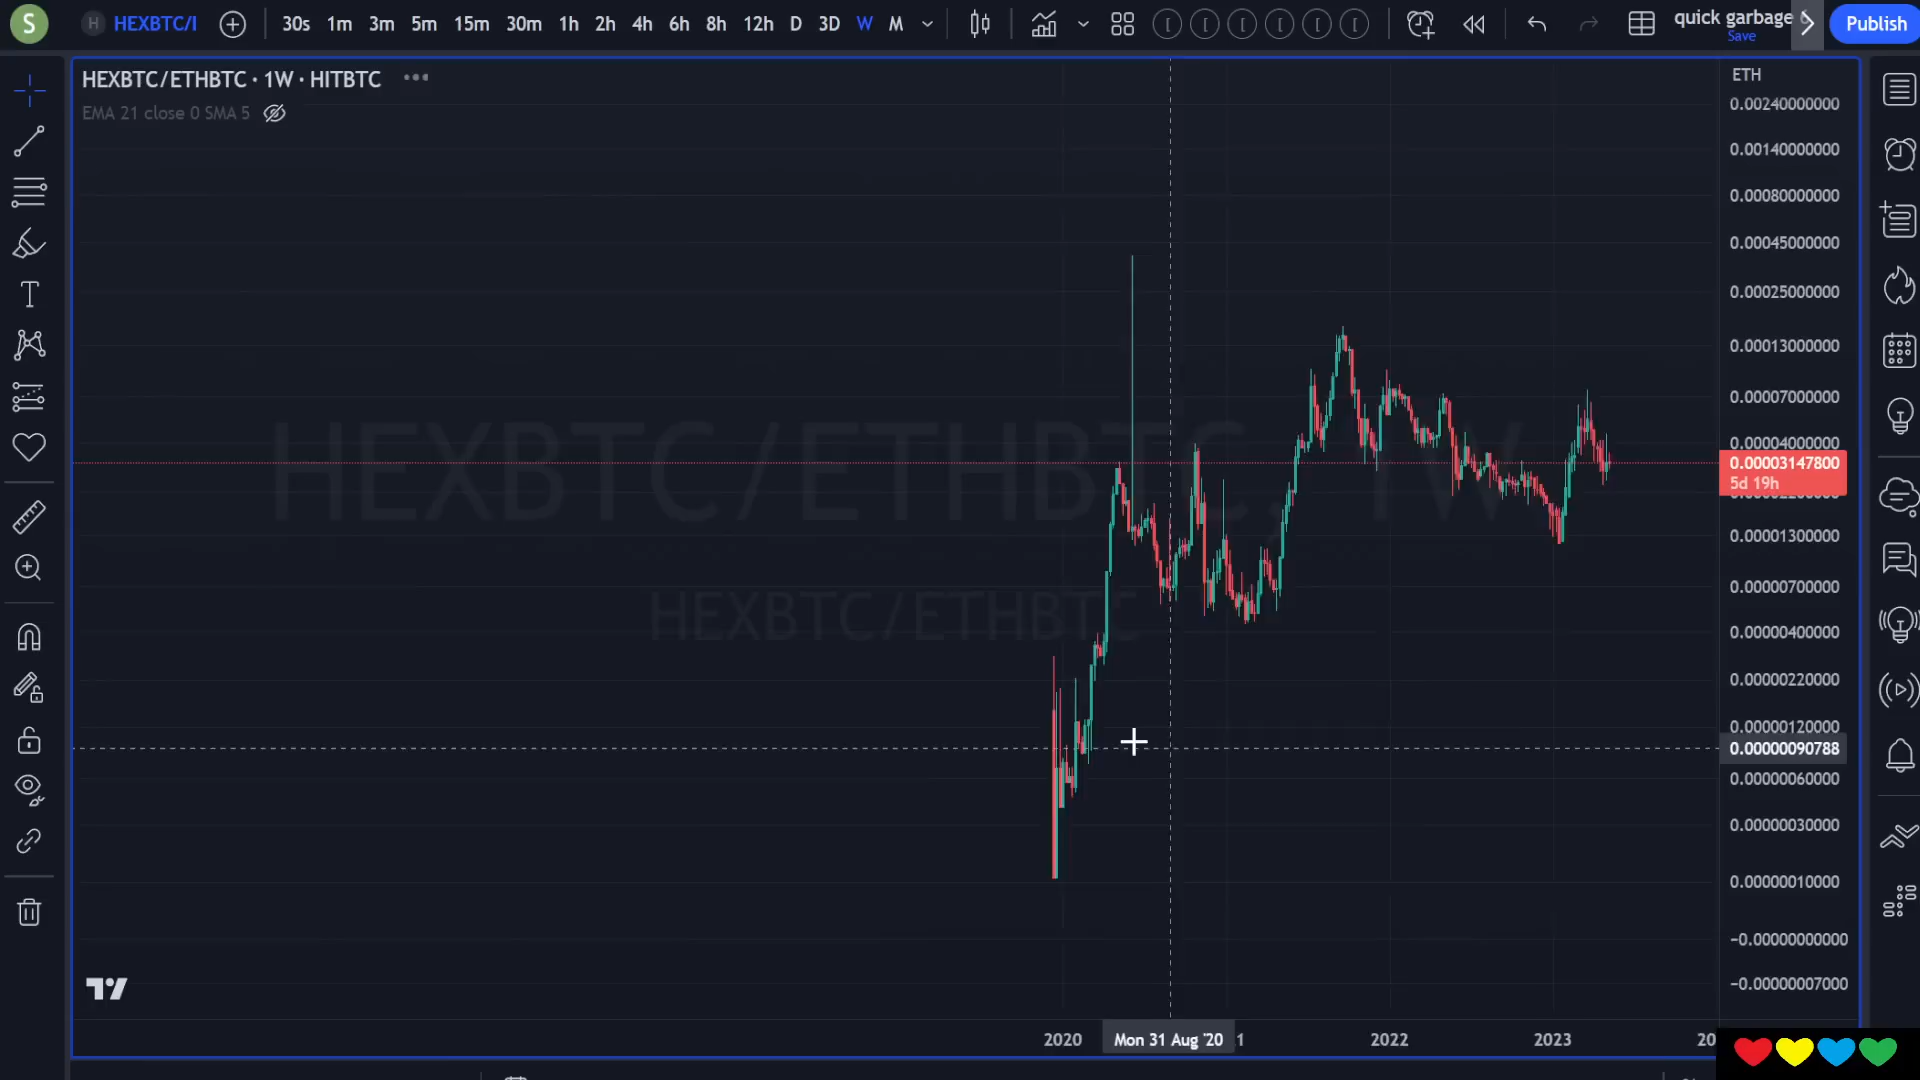 S
H HEXBTC/I 30s 1m 3m 5m 15m 30m 1h 2h 4h 6h 8h 12h D 3D W M
quick garbage
Save
Publish
HEXBTC/ETHBTC · 1W · HITBTC
EMA 21 close 0 SMA 5
ETH
0.00240000000
0.00140000000
0.00080000000
0.00045000000
0.00025000000
0.00013000000
0.00007000000
0.00004000000
0.00003147800
5d 19h
0.00001300000
0.00000700000
0.00000400000
0.00000220000
0.00000120000
0.00000090788
0.00000060000
0.00000030000
0.00000010000
−0.00000000000
−0.00000007000
HEXBTC/ETHBTC, 1W
HEXBTC/ETHBTC
2020 Mon 31 Aug '20 2022 2023